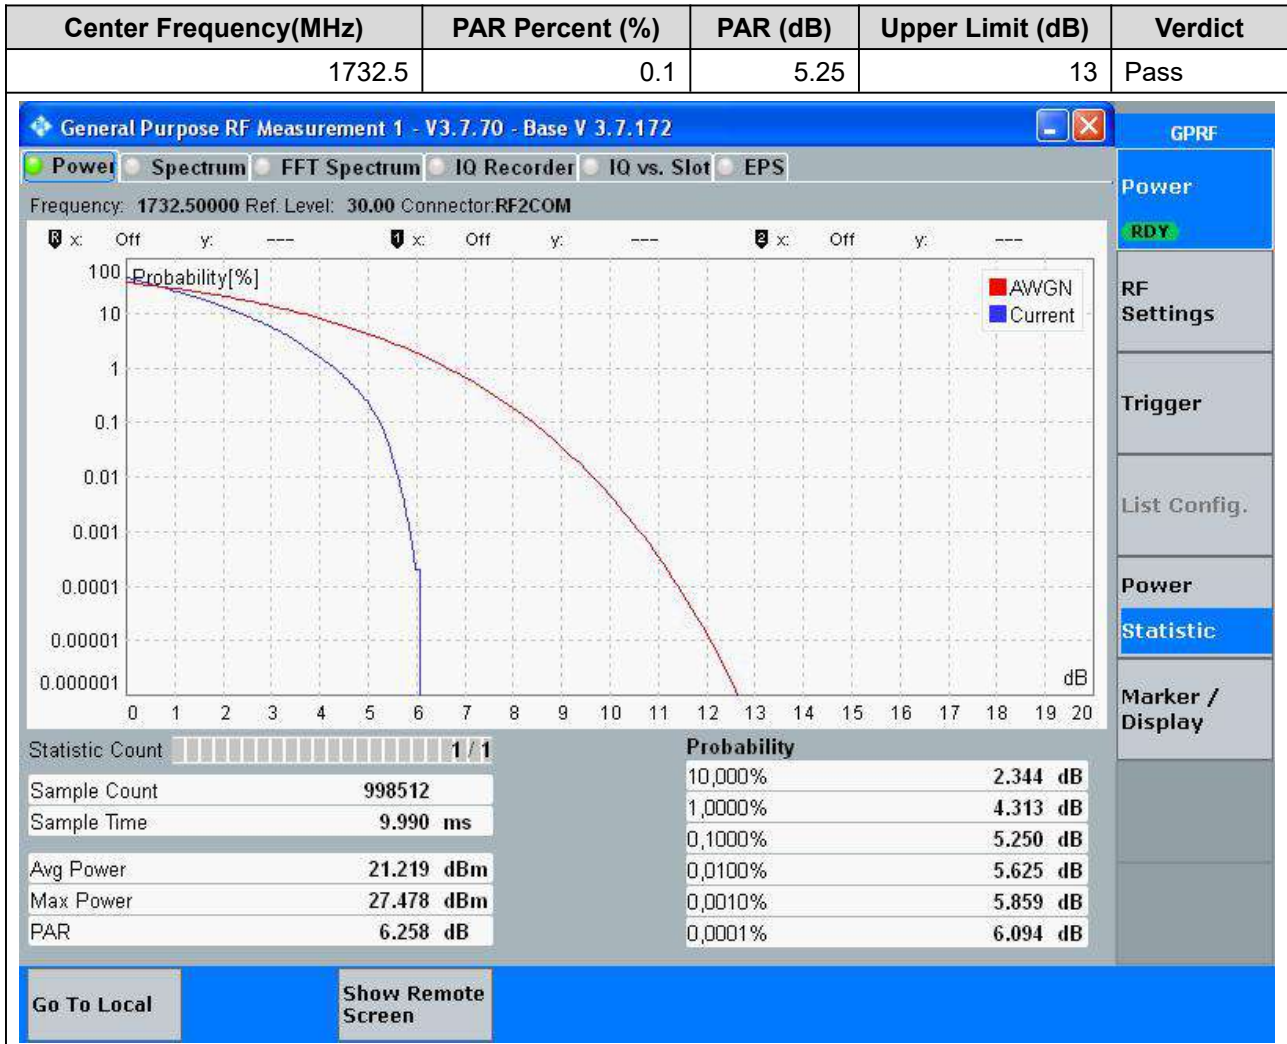 Center Frequency(MHz) PAR Percent (%) PAR (dB) Upper Limit (dB) Verdict
1732.5 0.1 5.25 13 Pass
General Purpose RF Measurement 1 - V3.7.70 - Base V 3.7.172
GPRF
Power Spectrum FFT Spectrum IQ Recorder IQ vs. Slot EPS
Power
RDY
Frequency: 1732.50000 Ref. Level: 30.00 Connector:RF2COM
R x: Off y: --- 1 x: Off y: --- 2 x: Off y: ---
Probability[%]
AWGN
Current
100
10
1
0.1
0.01
0.001
0.0001
0.00001
0.000001
dB
0 1 2 3 4 5 6 7 8 9 10 11 12 13 14 15 16 17 18 19 20
RF
Settings
Trigger
List Config.
Power
Statistic
Marker /
Display
Statistic Count 1 / 1
Sample Count 998512
Sample Time 9.990 ms
Avg Power 21.219 dBm
Max Power 27.478 dBm
PAR 6.258 dB
Probability
10,000% 2.344 dB
1,0000% 4.313 dB
0,1000% 5.250 dB
0,0100% 5.625 dB
0,0010% 5.859 dB
0,0001% 6.094 dB
Go To Local
Show Remote
Screen